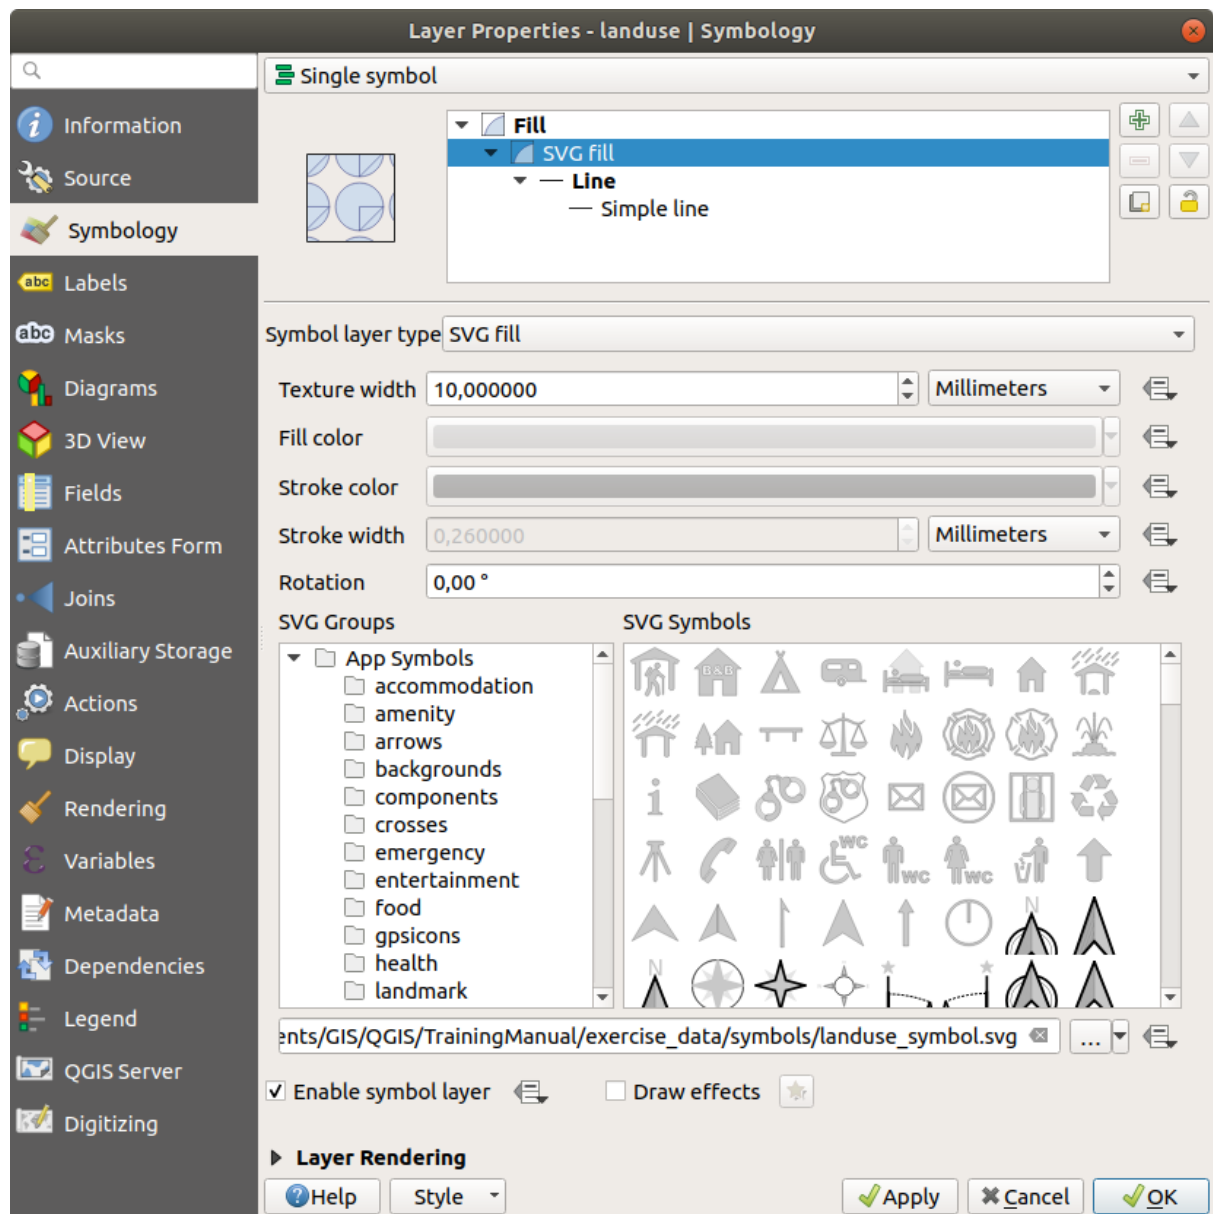 Layer Properties - landuse | Symbology
Single symbol
Information
Source
Symbology
Labels
Masks
Diagrams
3D View
Fields
Attributes Form
Joins
Auxiliary Storage
Actions
Display
Rendering
Variables
Metadata
Dependencies
Legend
QGIS Server
Digitizing
Fill
SVG fill
Line
Simple line
Symbol layer type SVG fill
Texture width 10,000000 Millimeters
Fill color
Stroke color
Stroke width 0,260000 Millimeters
Rotation 0,00 °
SVG Groups
SVG Symbols
App Symbols
accommodation
amenity
arrows
backgrounds
components
crosses
emergency
entertainment
food
gpsicons
health
landmark
ents/GIS/QGIS/TrainingManual/exercise_data/symbols/landuse_symbol.svg
...
Enable symbol layer
Draw effects
Layer Rendering
Help
Style
Apply
Cancel
OK